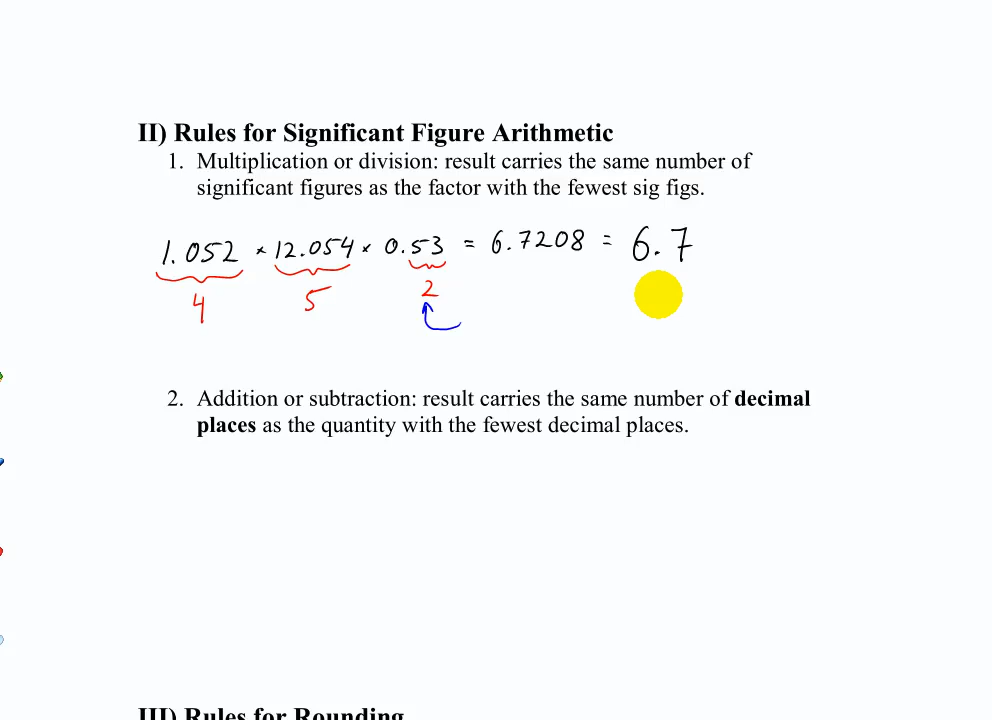 II) Rules for Significant Figure Arithmetic
1. Multiplication or division: result carries the same number of
significant figures as the factor with the fewest sig figs.
1.052 × 12.054 × 0.53 = 6.7208 = 6.7
4 5 2
2. Addition or subtraction: result carries the same number of decimal
places as the quantity with the fewest decimal places.
III) Rules for Rounding